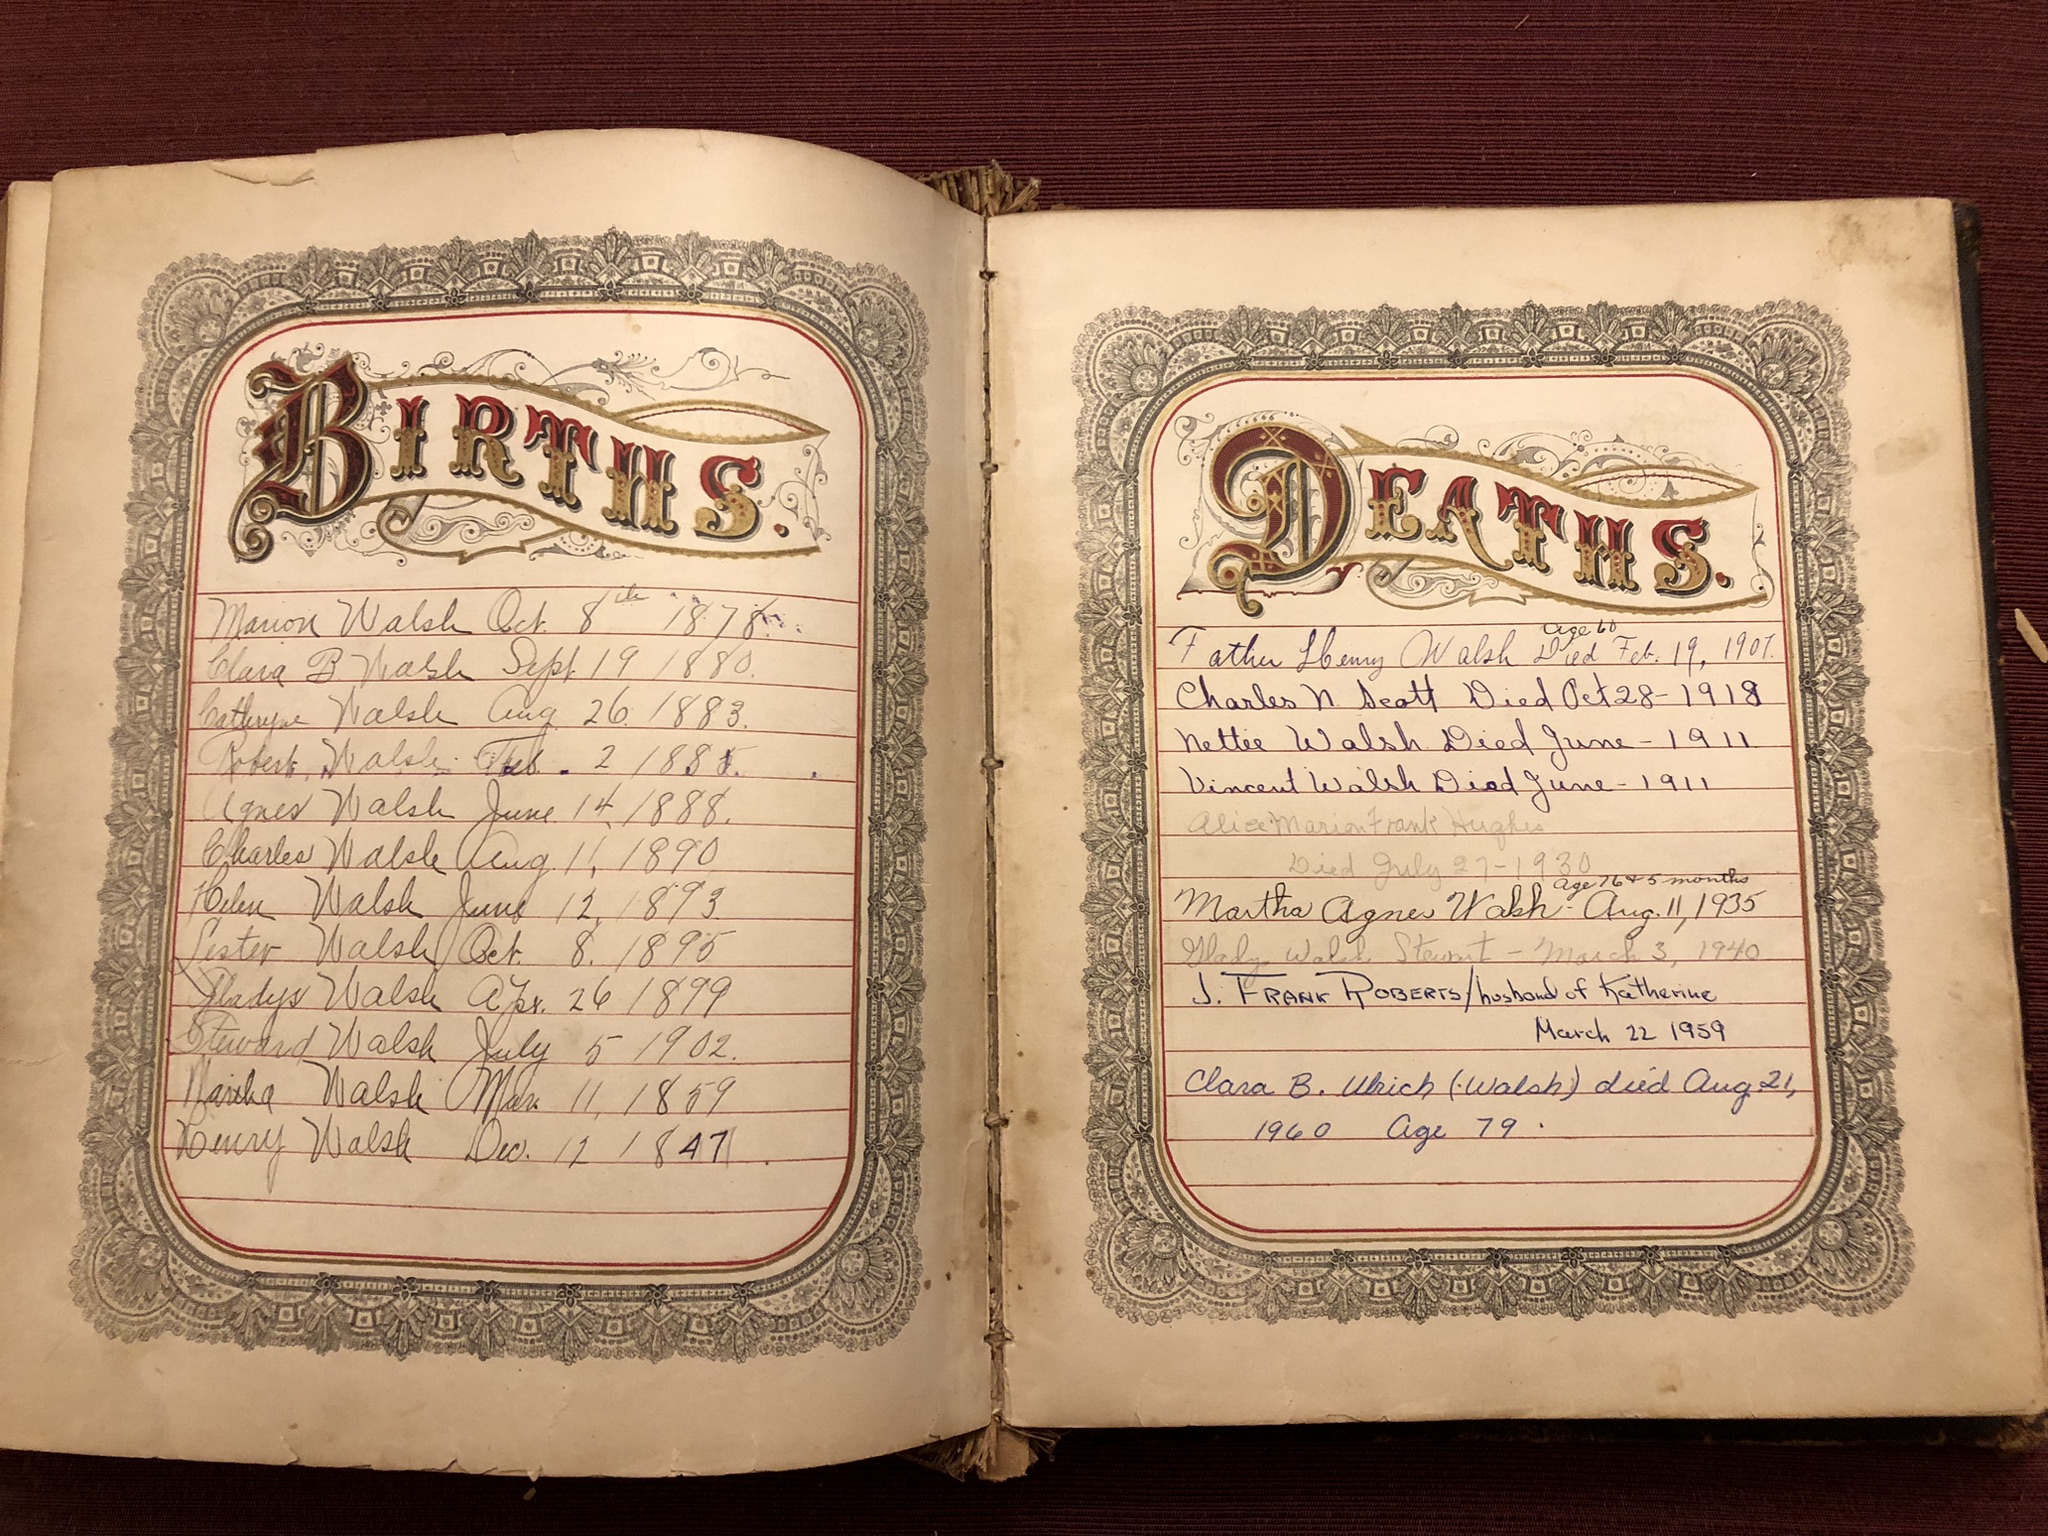 BIRTHS.
Marion Walsh Oct. 8th 1878
Clara B. Walsh Sept 19 1880.
Cathryne Walsh Aug 26. 1883.
Robert Walsh Feb. 2 1885.
Agnes Walsh June 14, 1888.
Charles Walsh Aug 11, 1890
Helen Walsh June 12, 1893
Lester Walsh Oct. 8. 1895
Gladys Walsh Apr. 26 1899
Steward Walsh July 5 1902.
Martha Walsh Mar. 11, 1859
Henry Walsh Dec. 12 1847
DEATHS.
Age 60
Father Henry Walsh Died Feb. 19, 1907.
Charles N. Scott Died Oct 28-1918
Nettie Walsh Died June-1911
Vincent Walsh Died June-1911
Alice Marion Frank Hughes
Died July 27-1930
Age 76 & 5 months
Martha Agnes Walsh - Aug. 11, 1935
Gladys Walsh Stewart - March 3, 1940
J. FRANK ROBERTS/husband of Katherine
March 22 1959
Clara B. Ulrich (Walsh) died Aug. 21,
1960 Age 79.